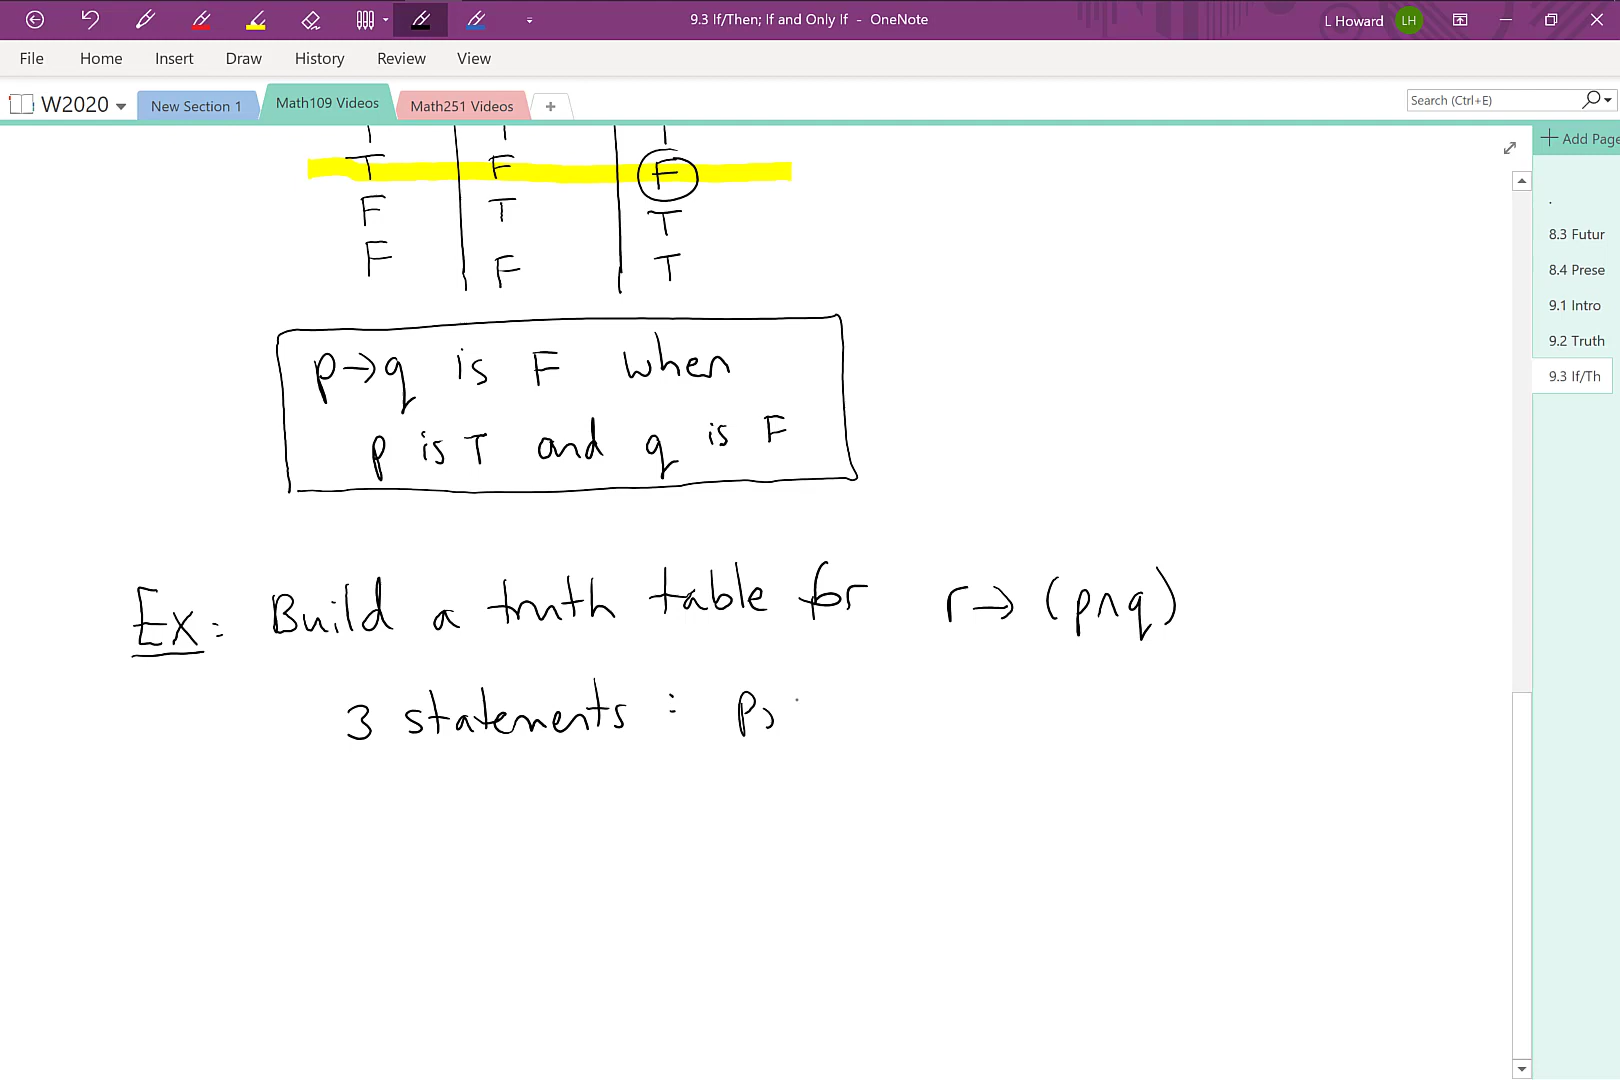 9.3 If/Then; If and Only If - OneNote
L Howard LH
File Home Insert Draw History Review View
W2020 New Section 1 Math109 Videos Math251 Videos
Search (Ctrl+E)
Add Page
8.3 Futur
8.4 Prese
9.1 Intro
9.2 Truth
9.3 If/Th
T F F
F T T
F F T
p→q is F when
p is T and q is F
Ex: Build a truth table for r→(p∧q)
3 statements: p,